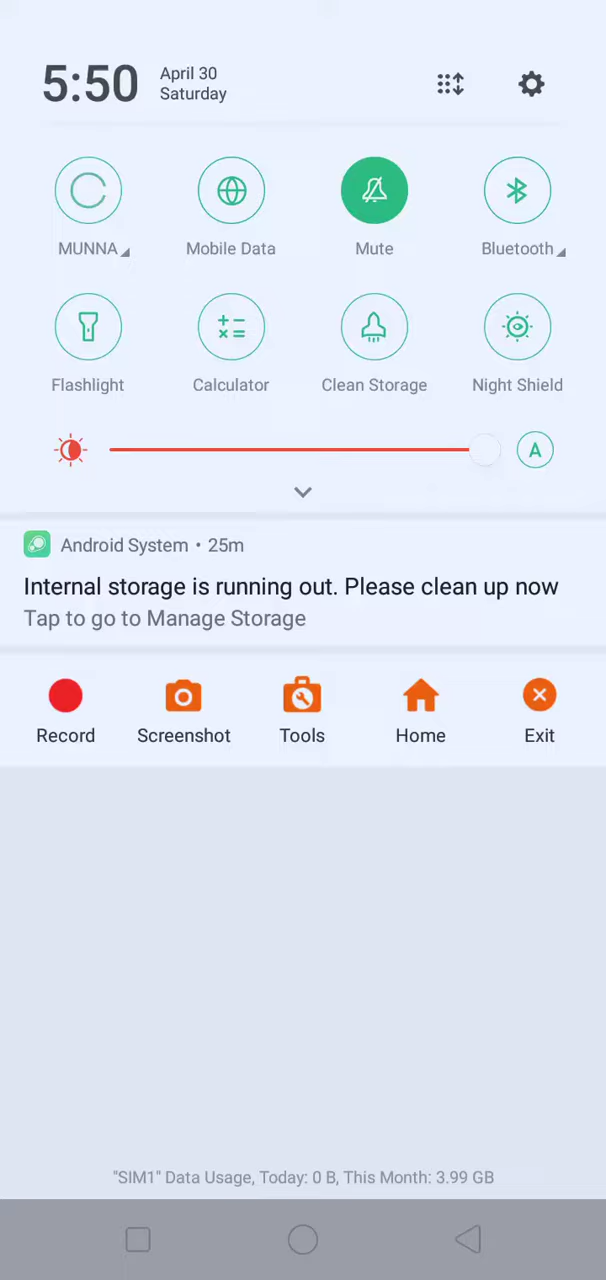 5:50
April 30
Saturday
MUNNA
Mobile Data
Mute
Bluetooth
Flashlight
Calculator
Clean Storage
Night Shield
A
Android System • 25m
Internal storage is running out. Please clean up now
Tap to go to Manage Storage
Record
Screenshot
Tools
Home
Exit
"SIM1" Data Usage, Today: 0 B, This Month: 3.99 GB